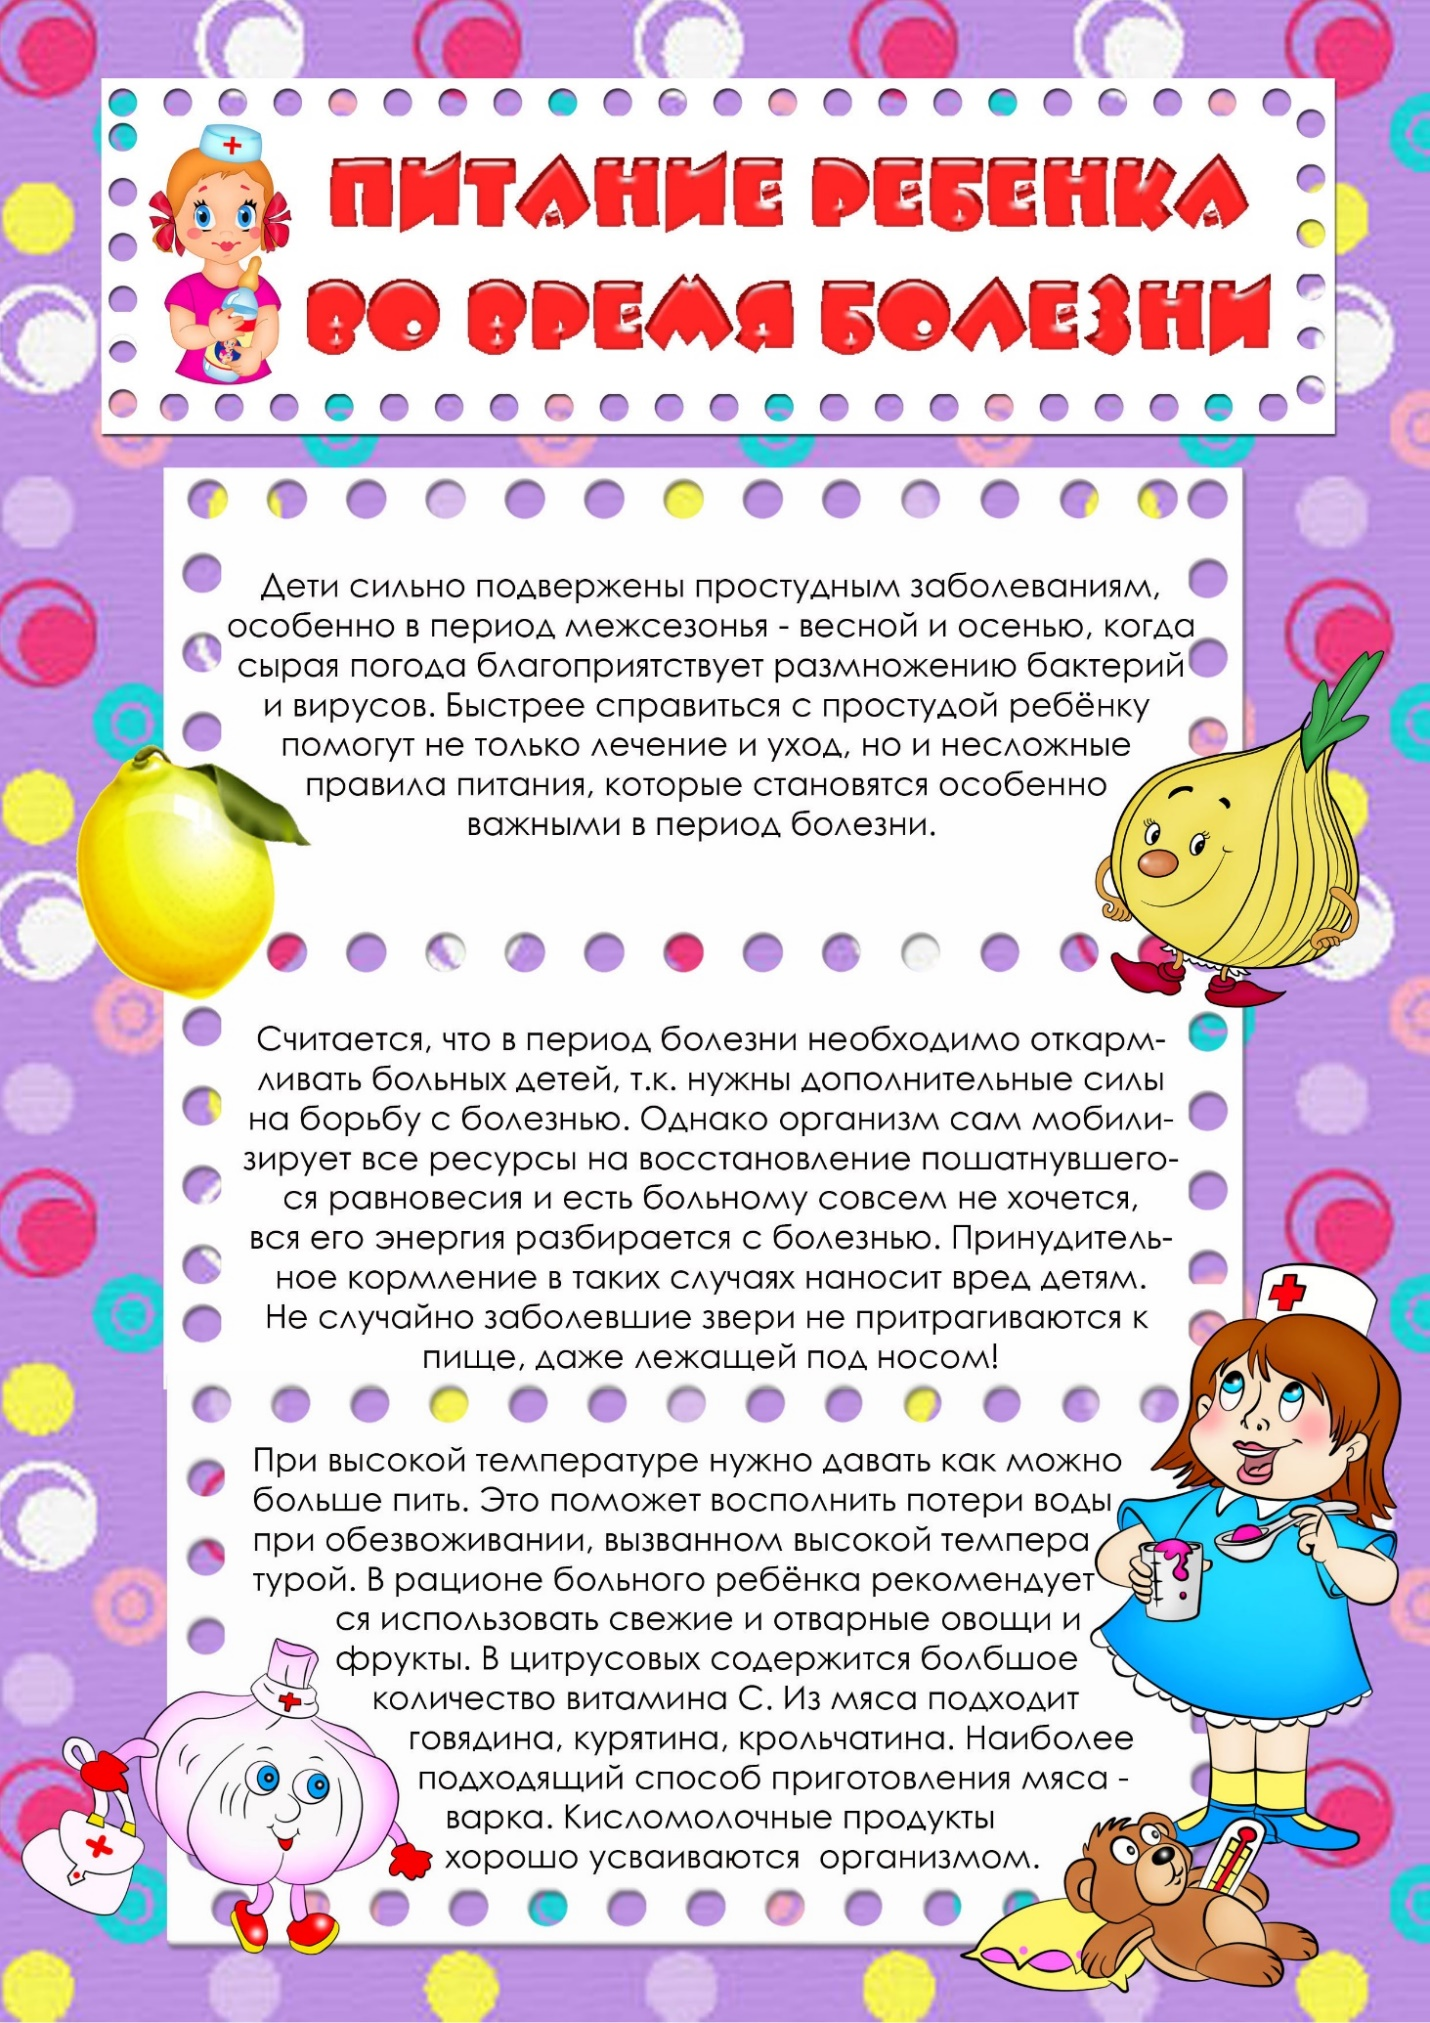 ПИТАНИЕ РЕБЕНКА
ВО ВРЕМЯ БОЛЕЗНИ
Дети сильно подвержены простудным заболеваниям,
особенно в период межсезонья - весной и осенью, когда
сырая погода благоприятствует размножению бактерий
и вирусов. Быстрее справиться с простудой ребёнку
помогут не только лечение и уход, но и несложные
правила питания, которые становятся особенно
важными в период болезни.
Считается, что в период болезни необходимо откарм-
ливать больных детей, т.к. нужны дополнительные силы
на борьбу с болезнью. Однако организм сам мобили-
зирует все ресурсы на восстановление пошатнувшего-
ся равновесия и есть больному совсем не хочется,
вся его энергия разбирается с болезнью. Принудитель-
ное кормление в таких случаях наносит вред детям.
Не случайно заболевшие звери не притрагиваются к
пище, даже лежащей под носом!
При высокой температуре нужно давать как можно
больше пить. Это поможет восполнить потери воды
при обезвоживании, вызванном высокой темпера
турой. В рационе больного ребёнка рекомендует
ся использовать свежие и отварные овощи и
фрукты. В цитрусовых содержится болбшое
количество витамина С. Из мяса подходит
говядина, курятина, крольчатина. Наиболее
подходящий способ приготовления мяса -
варка. Кисломолочные продукты
хорошо усваиваются организмом.